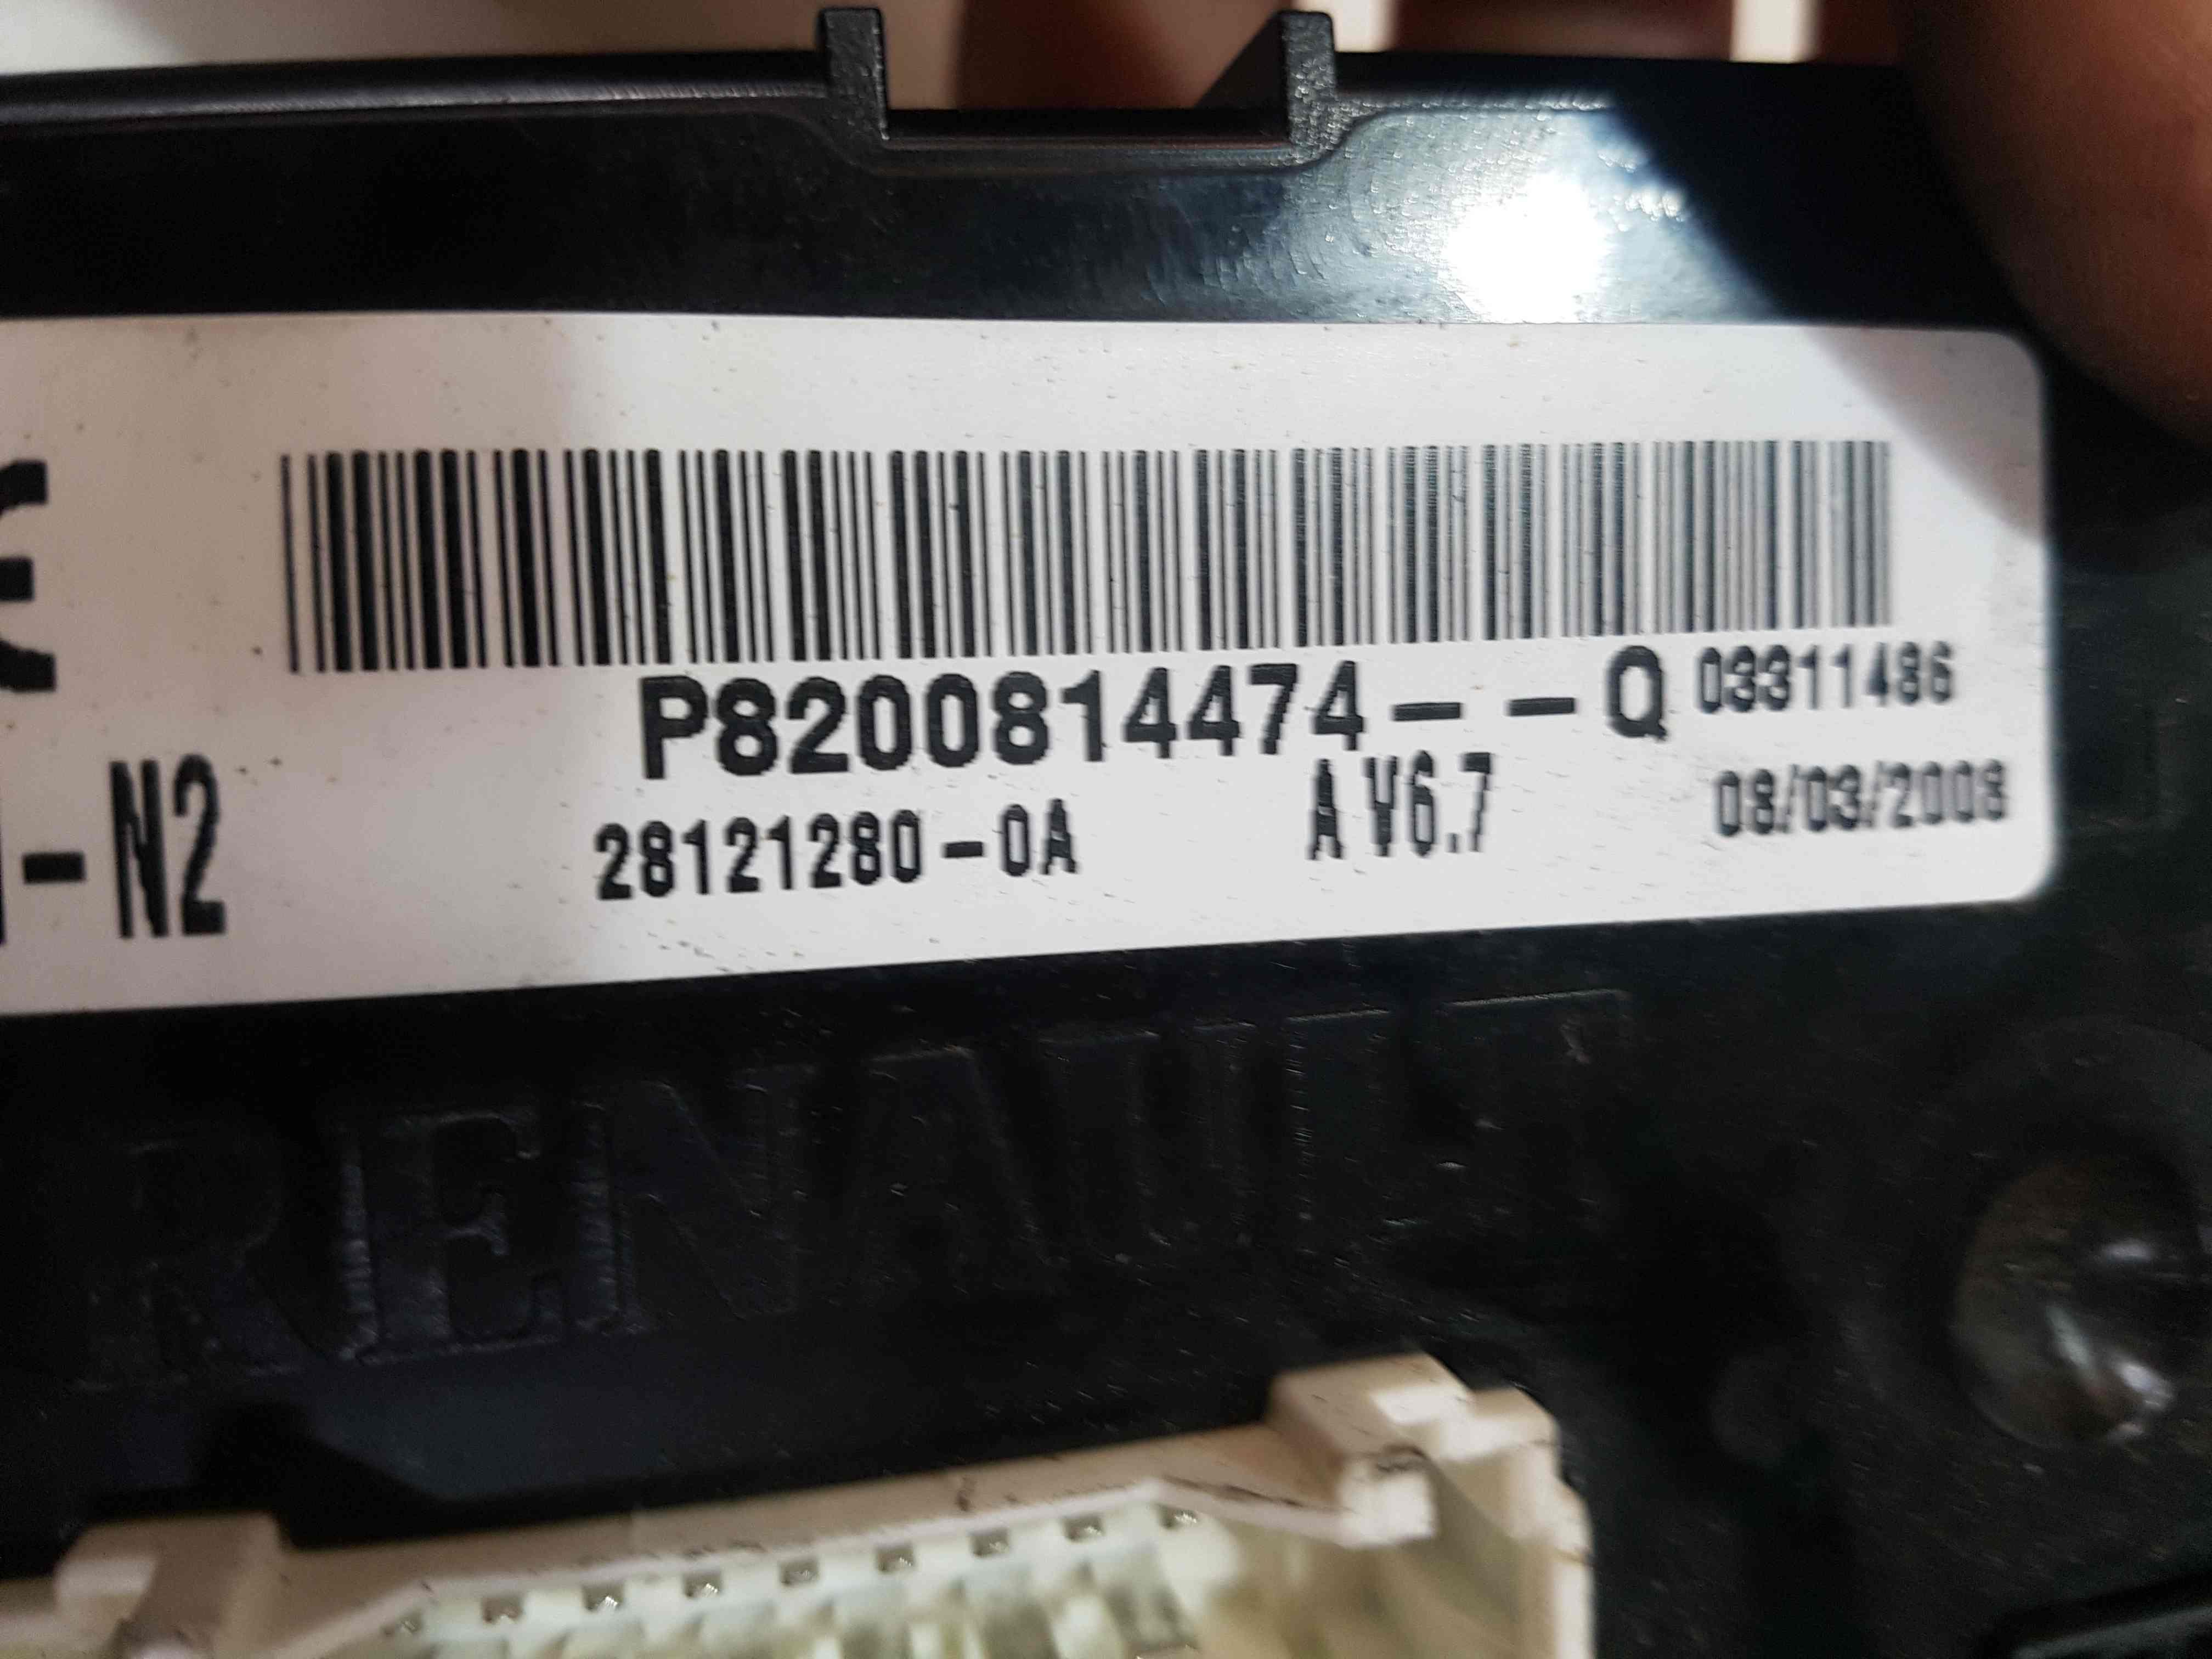 P8200814474--Q 03311486
-N2 28121280-0A A V6.7 08/03/2008
RENAULT